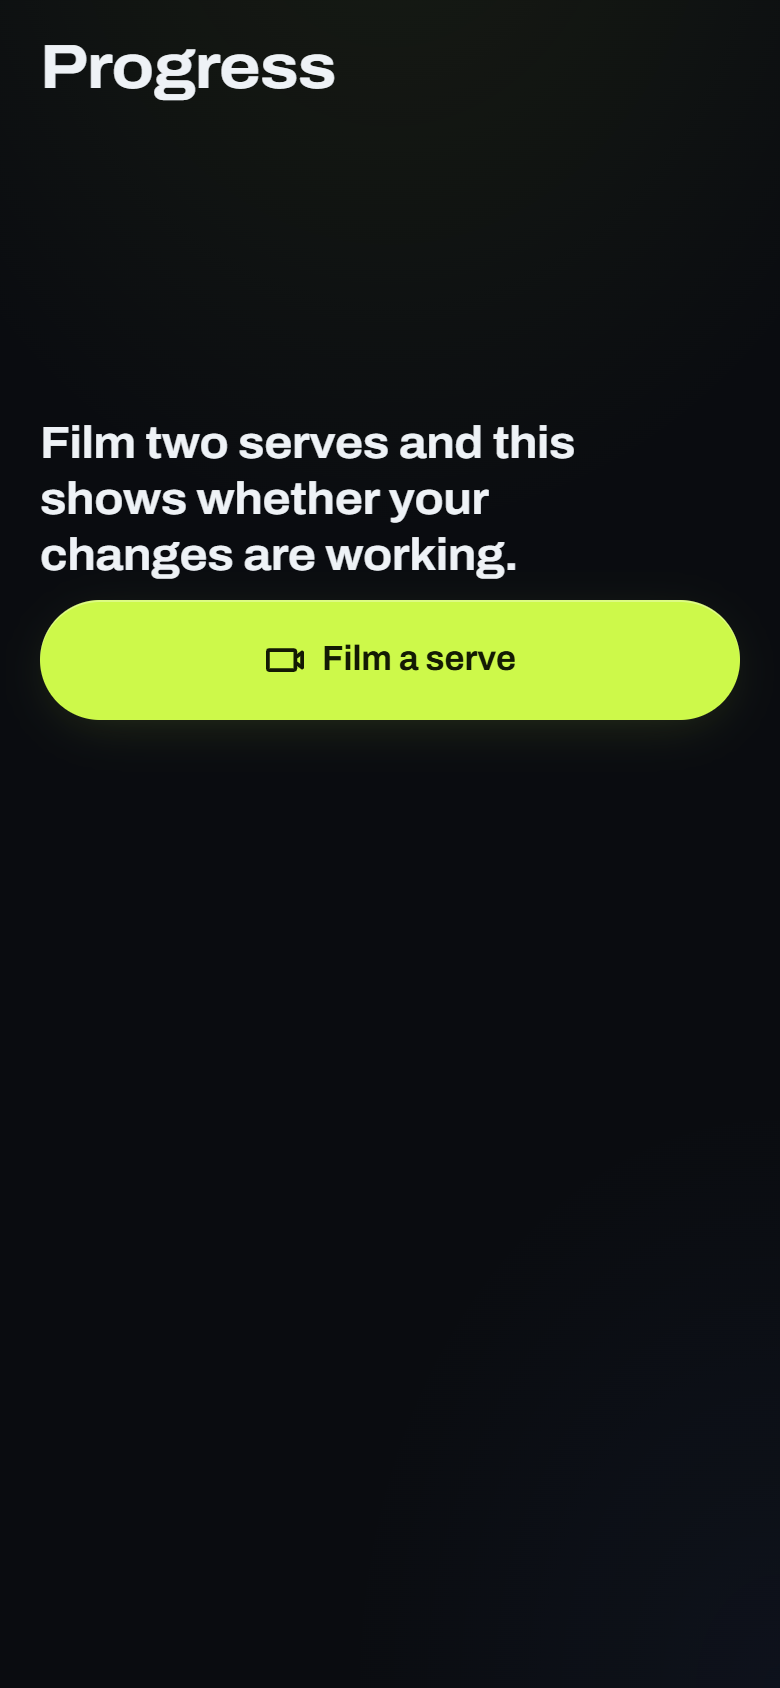 Progress
Film two serves and this
shows whether your
changes are working.
Film a serve